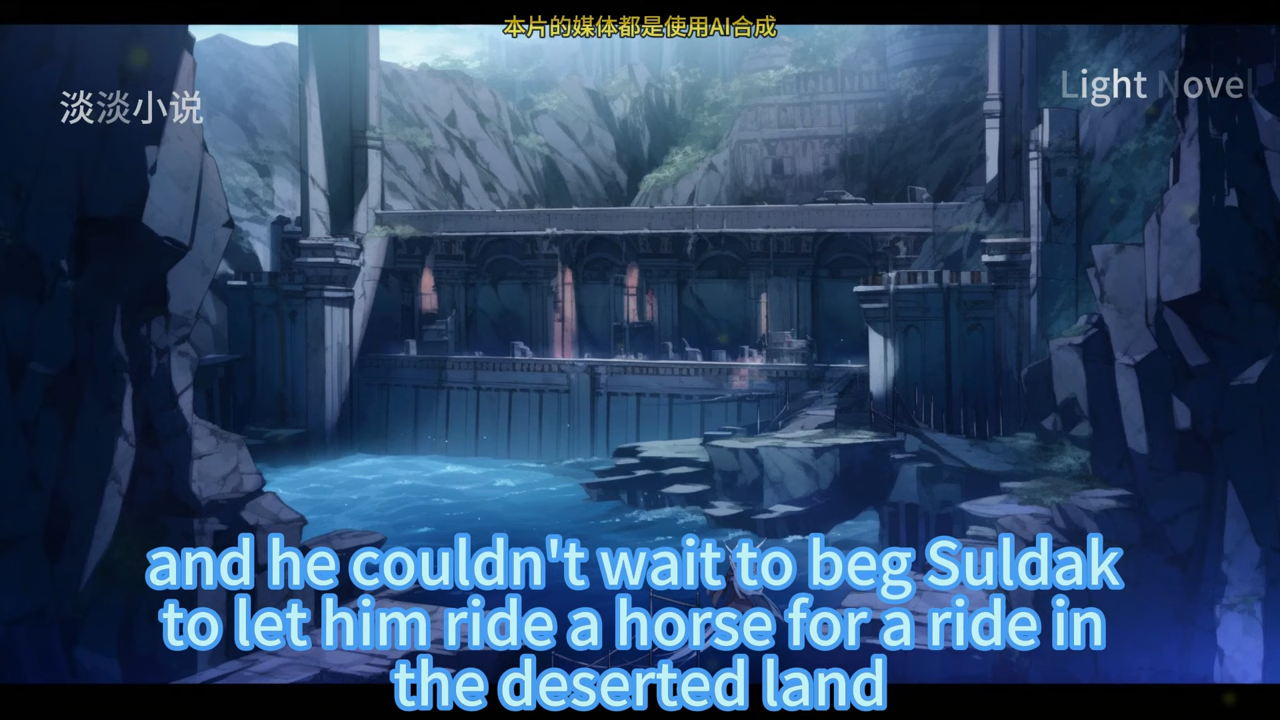 本片的媒体都是使用AI合成
淡淡小说
Light Novel
and he couldn't wait to beg Suldak
to let him ride a horse for a ride in
the deserted land